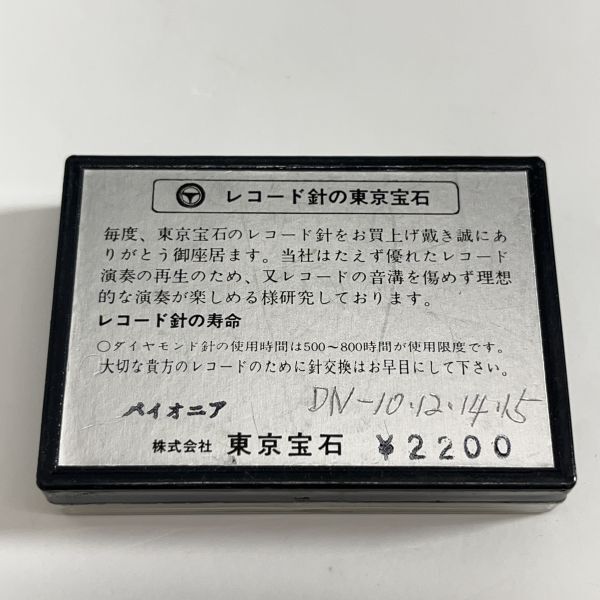 レコード針の東京宝石
毎度、東京宝石のレコード針をお買上げ戴き誠にあ
りがとう御座居ます。当社はたえず優れたレコード
演奏の再生のため、又レコードの音溝を傷めず理想
的な演奏が楽しめる様研究しております。
レコード針の寿命
○ダイヤモンド針の使用時間は500〜800時間が使用限度です。
大切な貴方のレコードのために針交換はお早目にして下さい。
パイオニア DN-10・12・14・15
株式会社 東京宝石 ¥2200